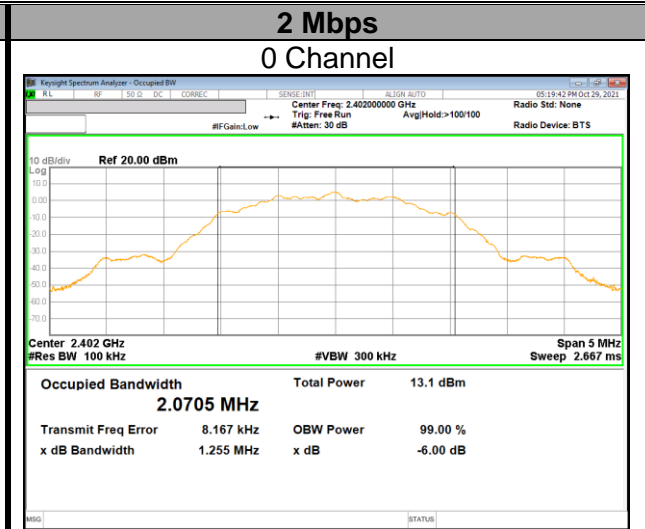 2 Mbps
0 Channel
Keysight Spectrum Analyzer - Occupied BW
RL RF 50 Ω DC CORREC SENSE:INT ALIGN AUTO 05:19:42 PM Oct 29, 2021
Center Freq: 2.402000000 GHz Radio Std: None
Trig: Free Run Avg|Hold:>100/100
#IFGain:Low #Atten: 30 dB Radio Device: BTS
10 dB/div Ref 20.00 dBm
Log
10.0
0.00
-10.0
-20.0
-30.0
-40.0
-50.0
-60.0
-70.0
Center 2.402 GHz Span 5 MHz
#Res BW 100 kHz #VBW 300 kHz Sweep 2.667 ms
Occupied Bandwidth Total Power 13.1 dBm
2.0705 MHz
Transmit Freq Error 8.167 kHz OBW Power 99.00 %
x dB Bandwidth 1.255 MHz x dB -6.00 dB
MSG STATUS